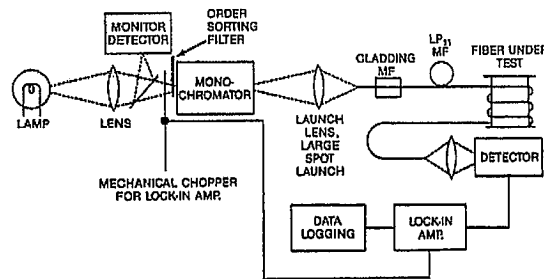 MONITOR
DETECTOR
ORDER
SORTING
FILTER
LAMP
LENS
MONO-
CHROMATOR
MECHANICAL CHOPPER
FOR LOCK-IN AMP.
LAUNCH
LENS,
LARGE
SPOT
LAUNCH
CLADDING
MF
LP11
MF
FIBER UNDER
TEST
DETECTOR
DATA
LOGGING
LOCK-IN
AMP.